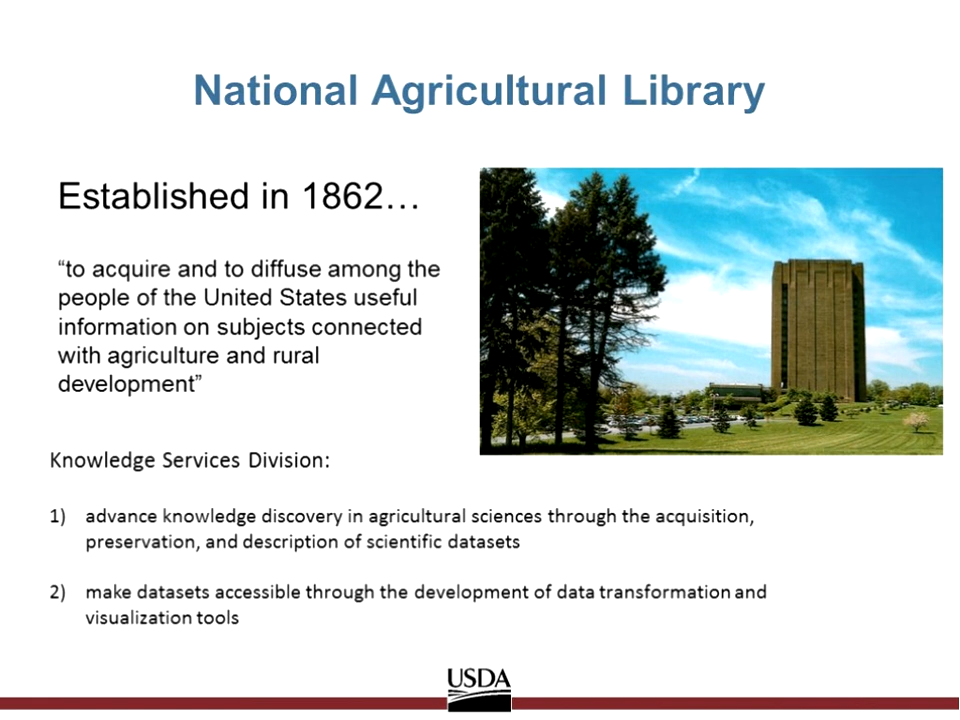 National Agricultural Library
Established in 1862…
“to acquire and to diffuse among the
people of the United States useful
information on subjects connected
with agriculture and rural
development”
Knowledge Services Division:
1) advance knowledge discovery in agricultural sciences through the acquisition,
preservation, and description of scientific datasets
2) make datasets accessible through the development of data transformation and
visualization tools
USDA